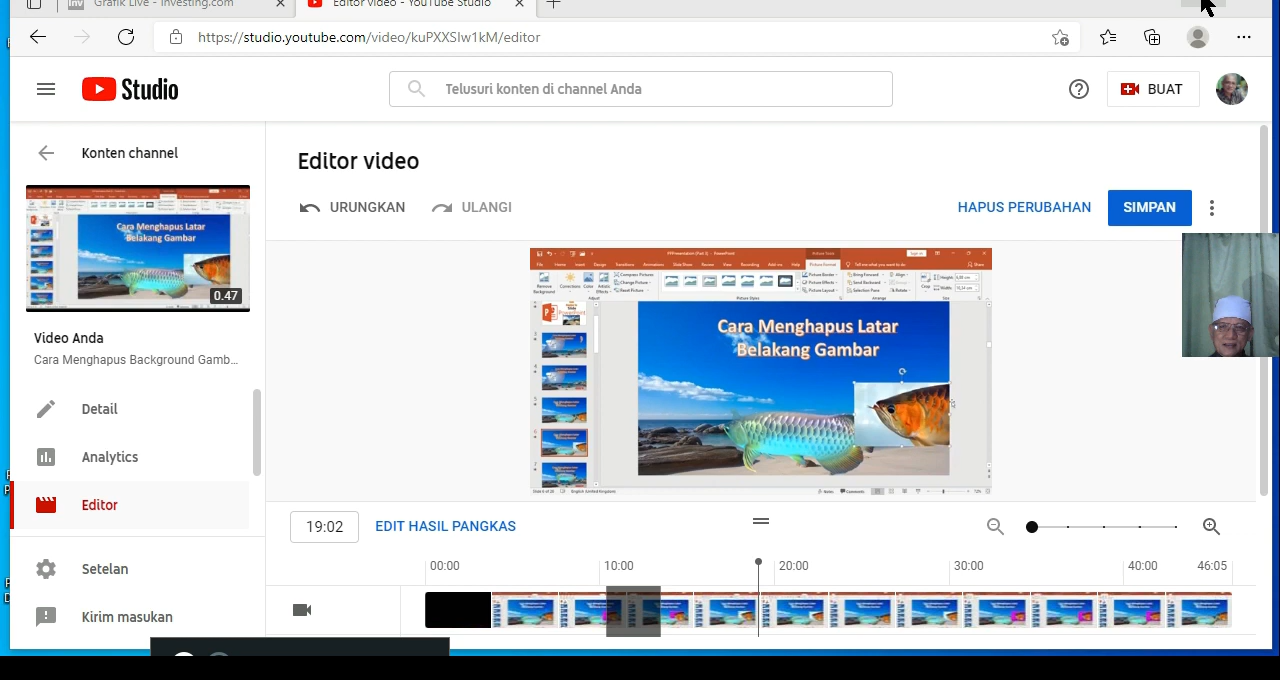 Grafik Live - Investing.com
Editor video - YouTube Studio
https://studio.youtube.com/video/kuPXXSIw1kM/editor
Studio
Telusuri konten di channel Anda
BUAT
Konten channel
Cara Menghapus Latar
Belakang Gambar
0.47
Video Anda
Cara Menghapus Background Gamb...
Detail
Analytics
Editor
Setelan
Kirim masukan
Editor video
URUNGKAN
ULANGI
HAPUS PERUBAHAN
SIMPAN
Cara Menghapus Latar
Belakang Gambar
19:02
EDIT HASIL PANGKAS
00:00
10:00
20:00
30:00
40:00
46:05